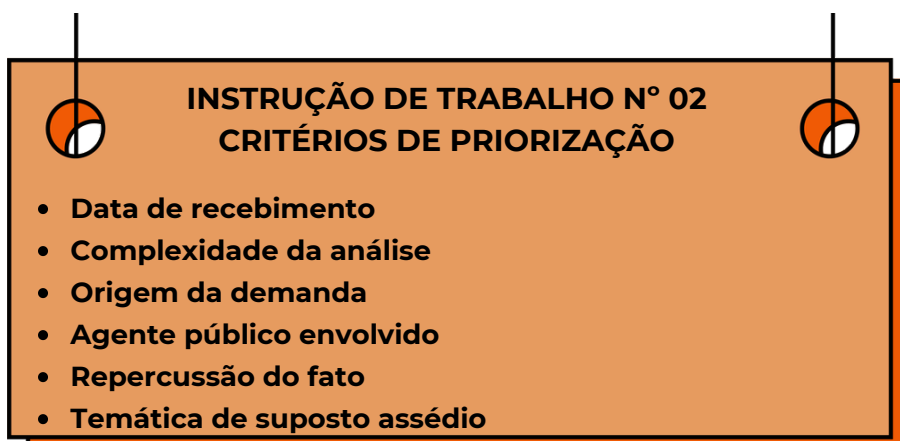 INSTRUÇÃO DE TRABALHO Nº 02
CRITÉRIOS DE PRIORIZAÇÃO
• Data de recebimento
• Complexidade da análise
• Origem da demanda
• Agente público envolvido
• Repercussão do fato
• Temática de suposto assédio